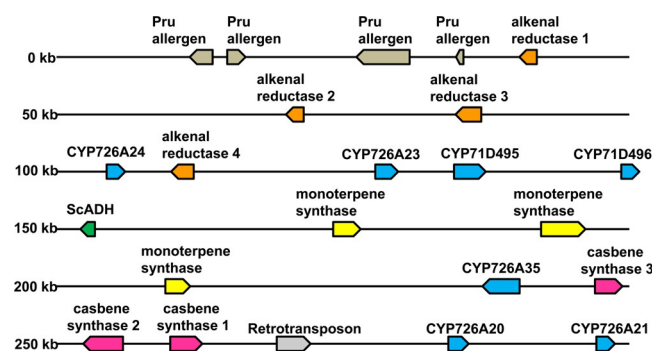 Pru allergen
Pru allergen
Pru allergen
Pru allergen
alkenal reductase 1
0 kb
alkenal reductase 2
alkenal reductase 3
50 kb
CYP726A24
alkenal reductase 4
CYP726A23
CYP71D495
CYP71D496
100 kb
ScADH
monoterpene synthase
monoterpene synthase
150 kb
monoterpene synthase
CYP726A35
casbene synthase 3
200 kb
casbene synthase 2
casbene synthase 1
Retrotransposon
CYP726A20
CYP726A21
250 kb